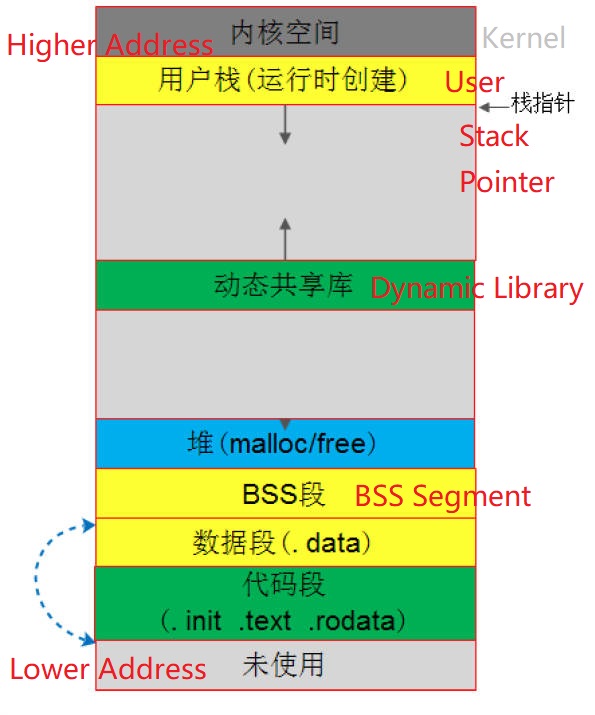 内核空间
Higher Address
Kernel
用户栈(运行时创建)
User
栈指针
Stack
Pointer
动态共享库
Dynamic Library
堆(malloc/free)
BSS段
BSS Segment
数据段(. data)
代码段
(. init .text .rodata)
Lower Address
未使用